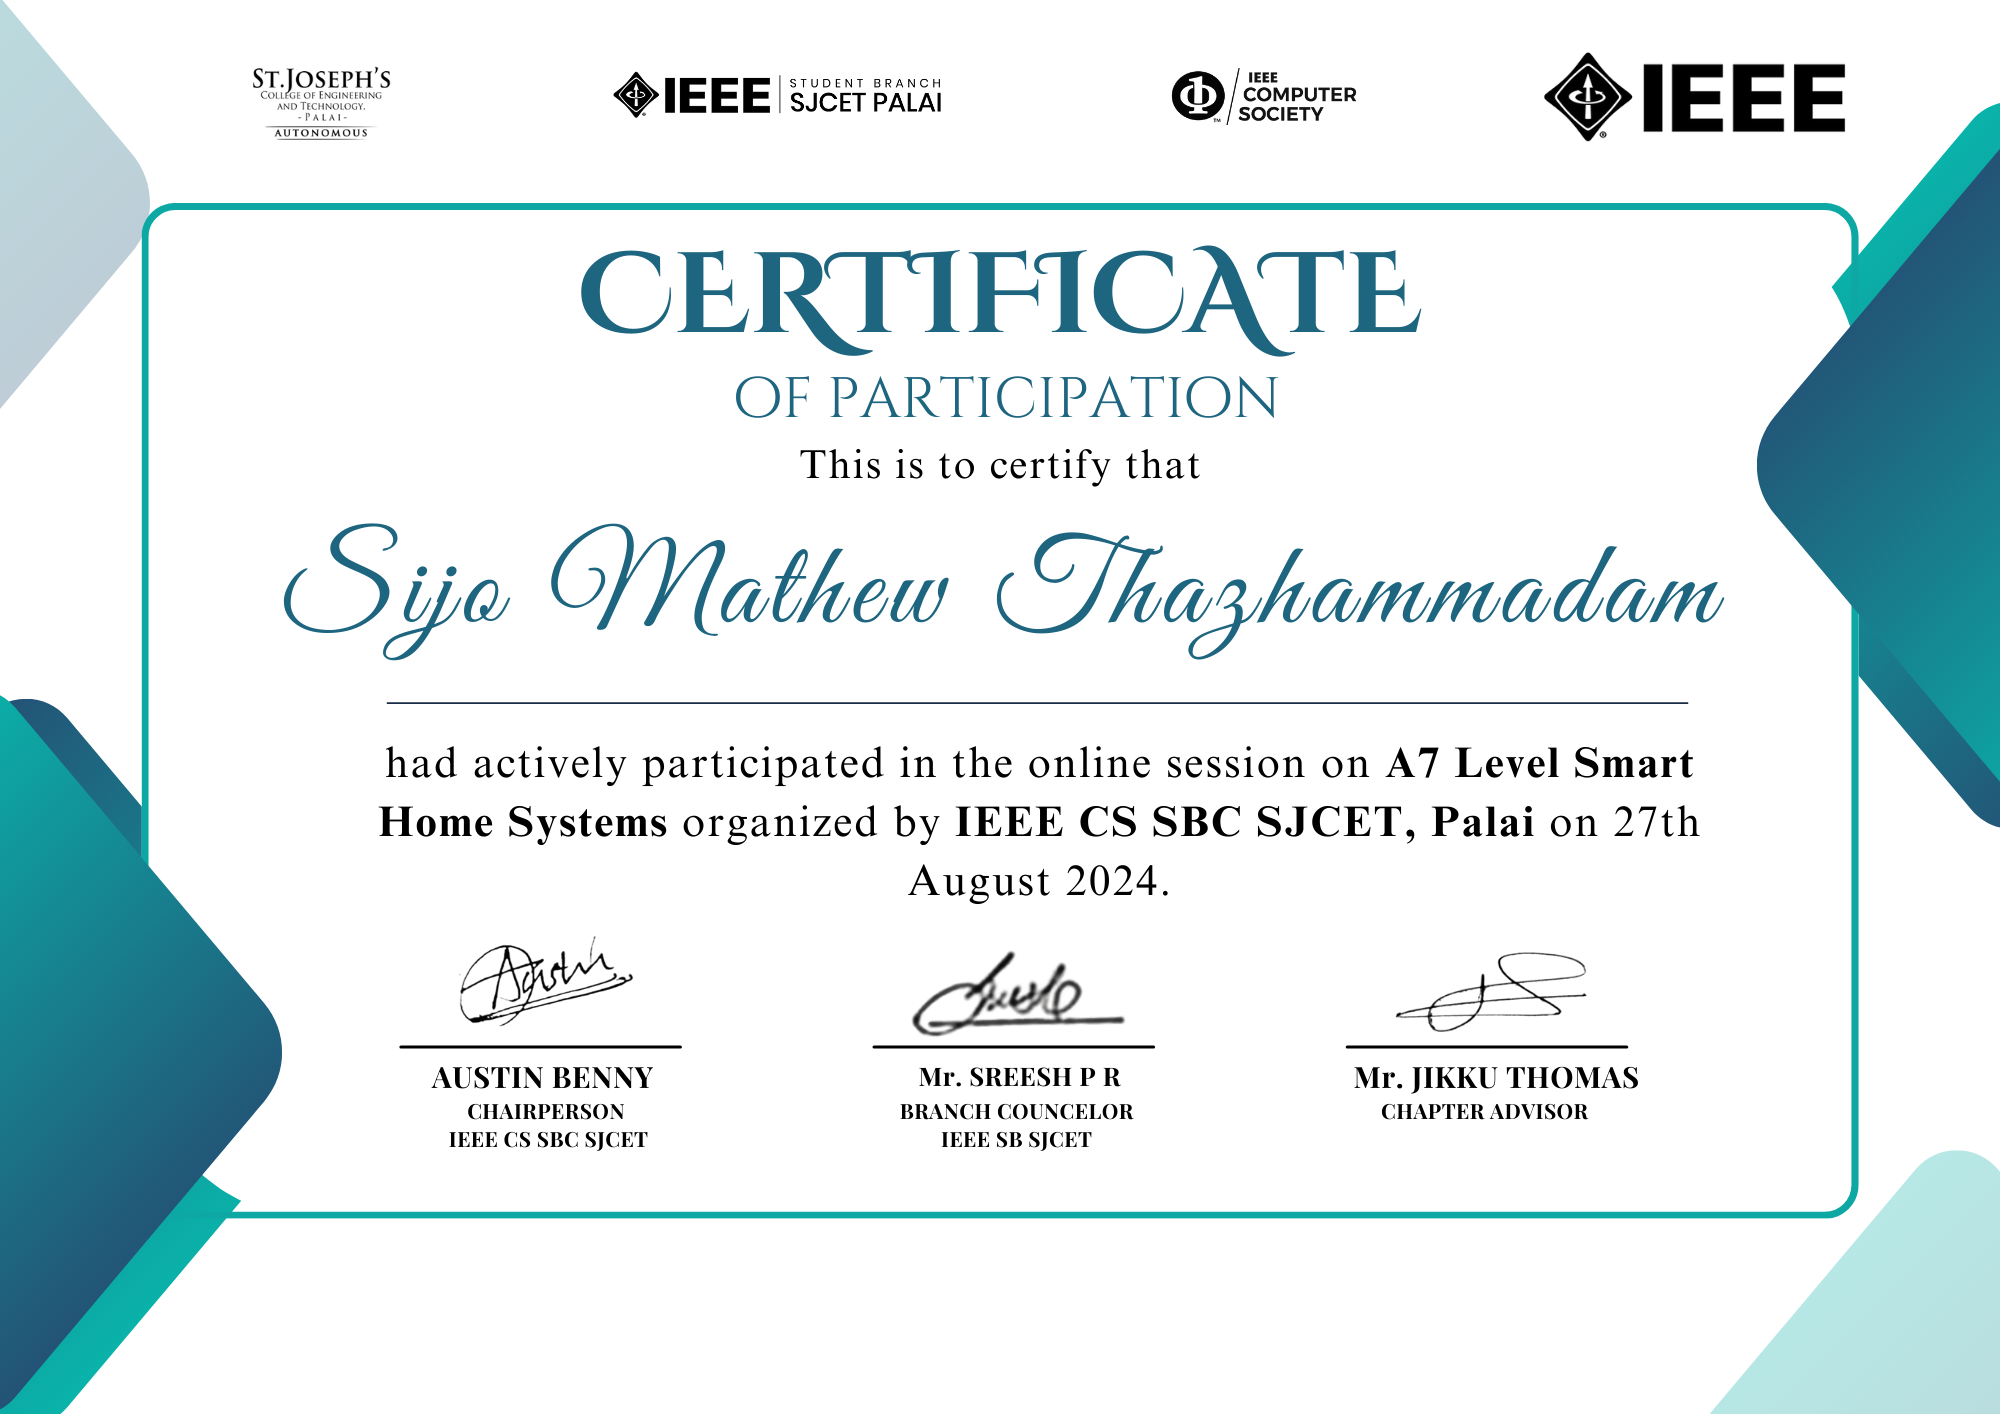 ST.JOSEPH'S
COLLEGE OF ENGINEERING
AND TECHNOLOGY,
- PALAI-
AUTONOMOUS
IEEE STUDENT BRANCH
SJCET PALAI
IEEE
COMPUTER
SOCIETY
IEEE
CERTIFICATE
OF PARTICIPATION
This is to certify that
Sijo Mathew Thazhammadam
had actively participated in the online session on A7 Level Smart
Home Systems organized by IEEE CS SBC SJCET, Palai on 27th
August 2024.
Austin
AUSTIN BENNY
CHAIRPERSON
IEEE CS SBC SJCET
Mr. SREESH P R
BRANCH COUNCELOR
IEEE SB SJCET
Mr. JIKKU THOMAS
CHAPTER ADVISOR